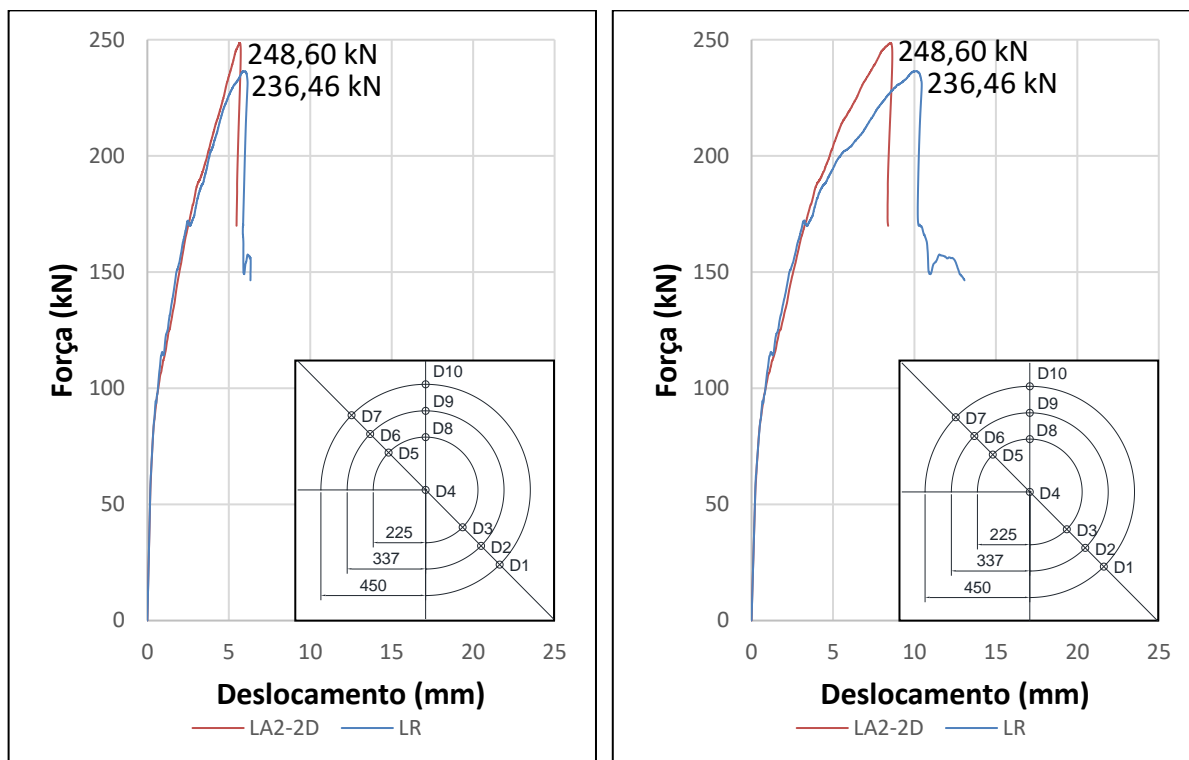 250
248,60 kN
236,46 kN
200
150
100
50
0
Força (kN)
D10
D9
D8
D7
D6
D5
D4
D3
D2
D1
225
337
450
0 5 10 15 20 25
Deslocamento (mm)
LA2-2D LR
250
248,60 kN
236,46 kN
200
150
100
50
0
Força (kN)
D10
D9
D8
D7
D6
D5
D4
D3
D2
D1
225
337
450
0 5 10 15 20 25
Deslocamento (mm)
LA2-2D LR